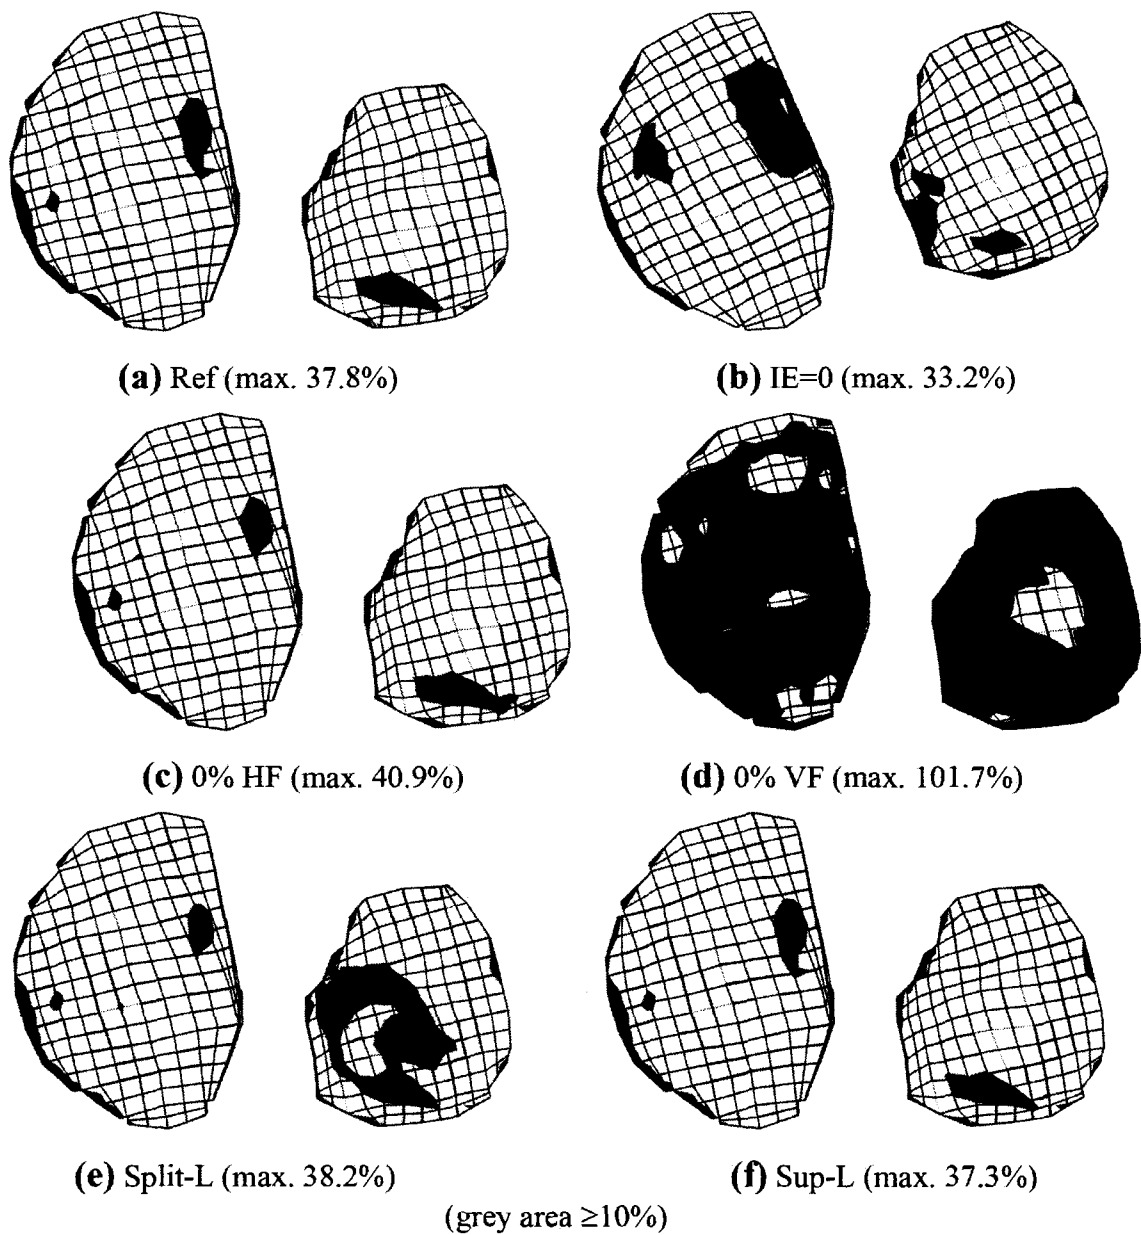 (a) Ref (max. 37.8%)
(b) IE=0 (max. 33.2%)
(c) 0% HF (max. 40.9%)
(d) 0% VF (max. 101.7%)
(e) Split-L (max. 38.2%)
(f) Sup-L (max. 37.3%)
(grey area ≥10%)